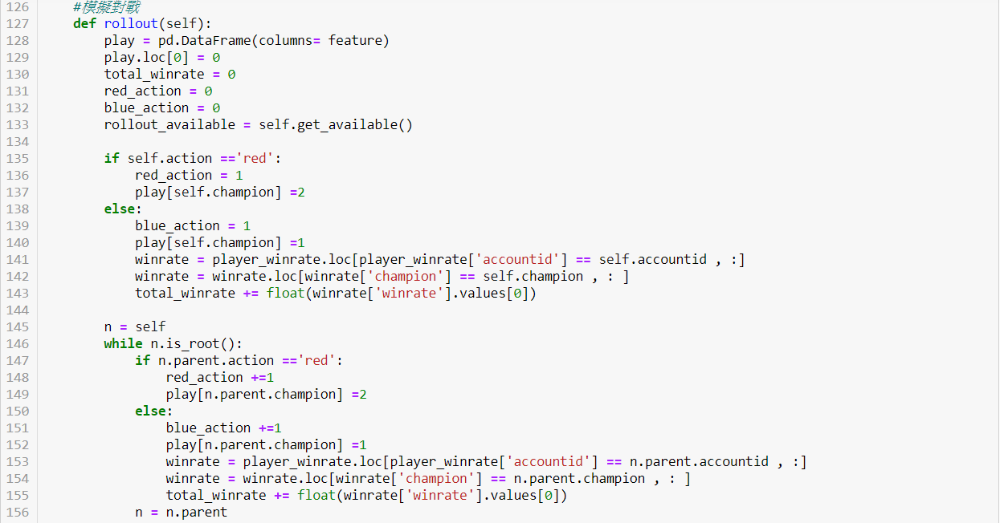 126     #模擬對戰
127     def rollout(self):
128         play = pd.DataFrame(columns= feature)
129         play.loc[0] = 0
130         total_winrate = 0
131         red_action = 0
132         blue_action = 0
133         rollout_available = self.get_available()
134
135         if self.action =='red':
136             red_action = 1
137             play[self.champion] =2
138         else:
139             blue_action = 1
140             play[self.champion] =1
141             winrate = player_winrate.loc[player_winrate['accountid'] == self.accountid , :]
142             winrate = winrate.loc[winrate['champion'] == self.champion , : ]
143             total_winrate += float(winrate['winrate'].values[0])
144
145         n = self
146         while n.is_root():
147             if n.parent.action =='red':
148                 red_action +=1
149                 play[n.parent.champion] =2
150             else:
151                 blue_action +=1
152                 play[n.parent.champion] =1
153                 winrate = player_winrate.loc[player_winrate['accountid'] == n.parent.accountid , :]
154                 winrate = winrate.loc[winrate['champion'] == n.parent.champion , : ]
155                 total_winrate += float(winrate['winrate'].values[0])
156             n = n.parent